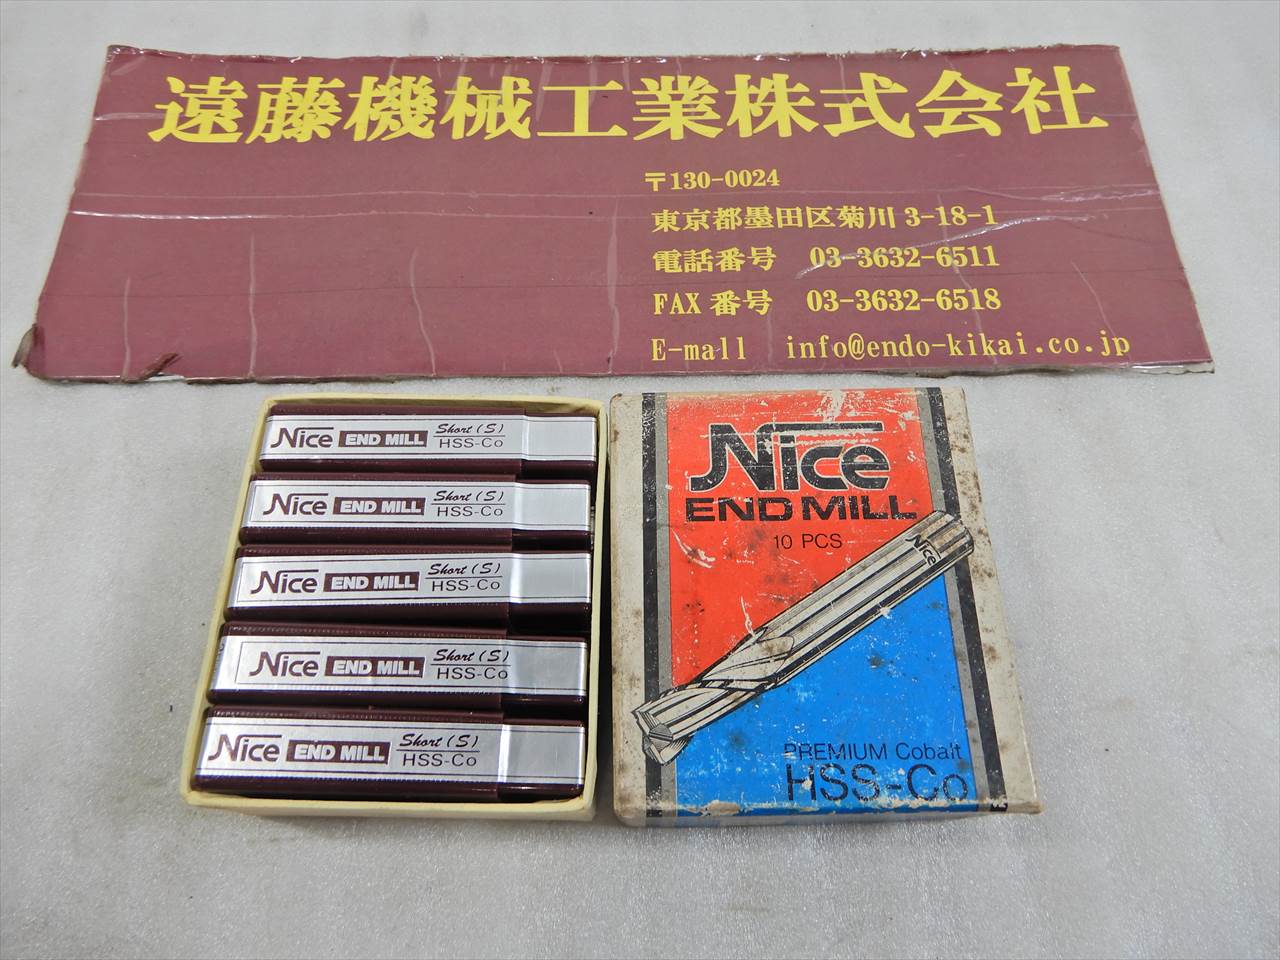 遠藤機械工業株式会社
〒130-0024
東京都墨田区菊川3-18-1
電話番号 03-3632-6511
FAX番号 03-3632-6518
E-mail info@endo-kikai.co.jp
Nice END MILL Short (S) HSS-Co
Nice END MILL Short (S) HSS-Co
Nice END MILL Short (S) HSS-Co
Nice END MILL Short (S) HSS-Co
Nice END MILL Short (S) HSS-Co
Nice
END MILL
10 PCS
Nice
PREMIUM Cobalt
HSS-Co